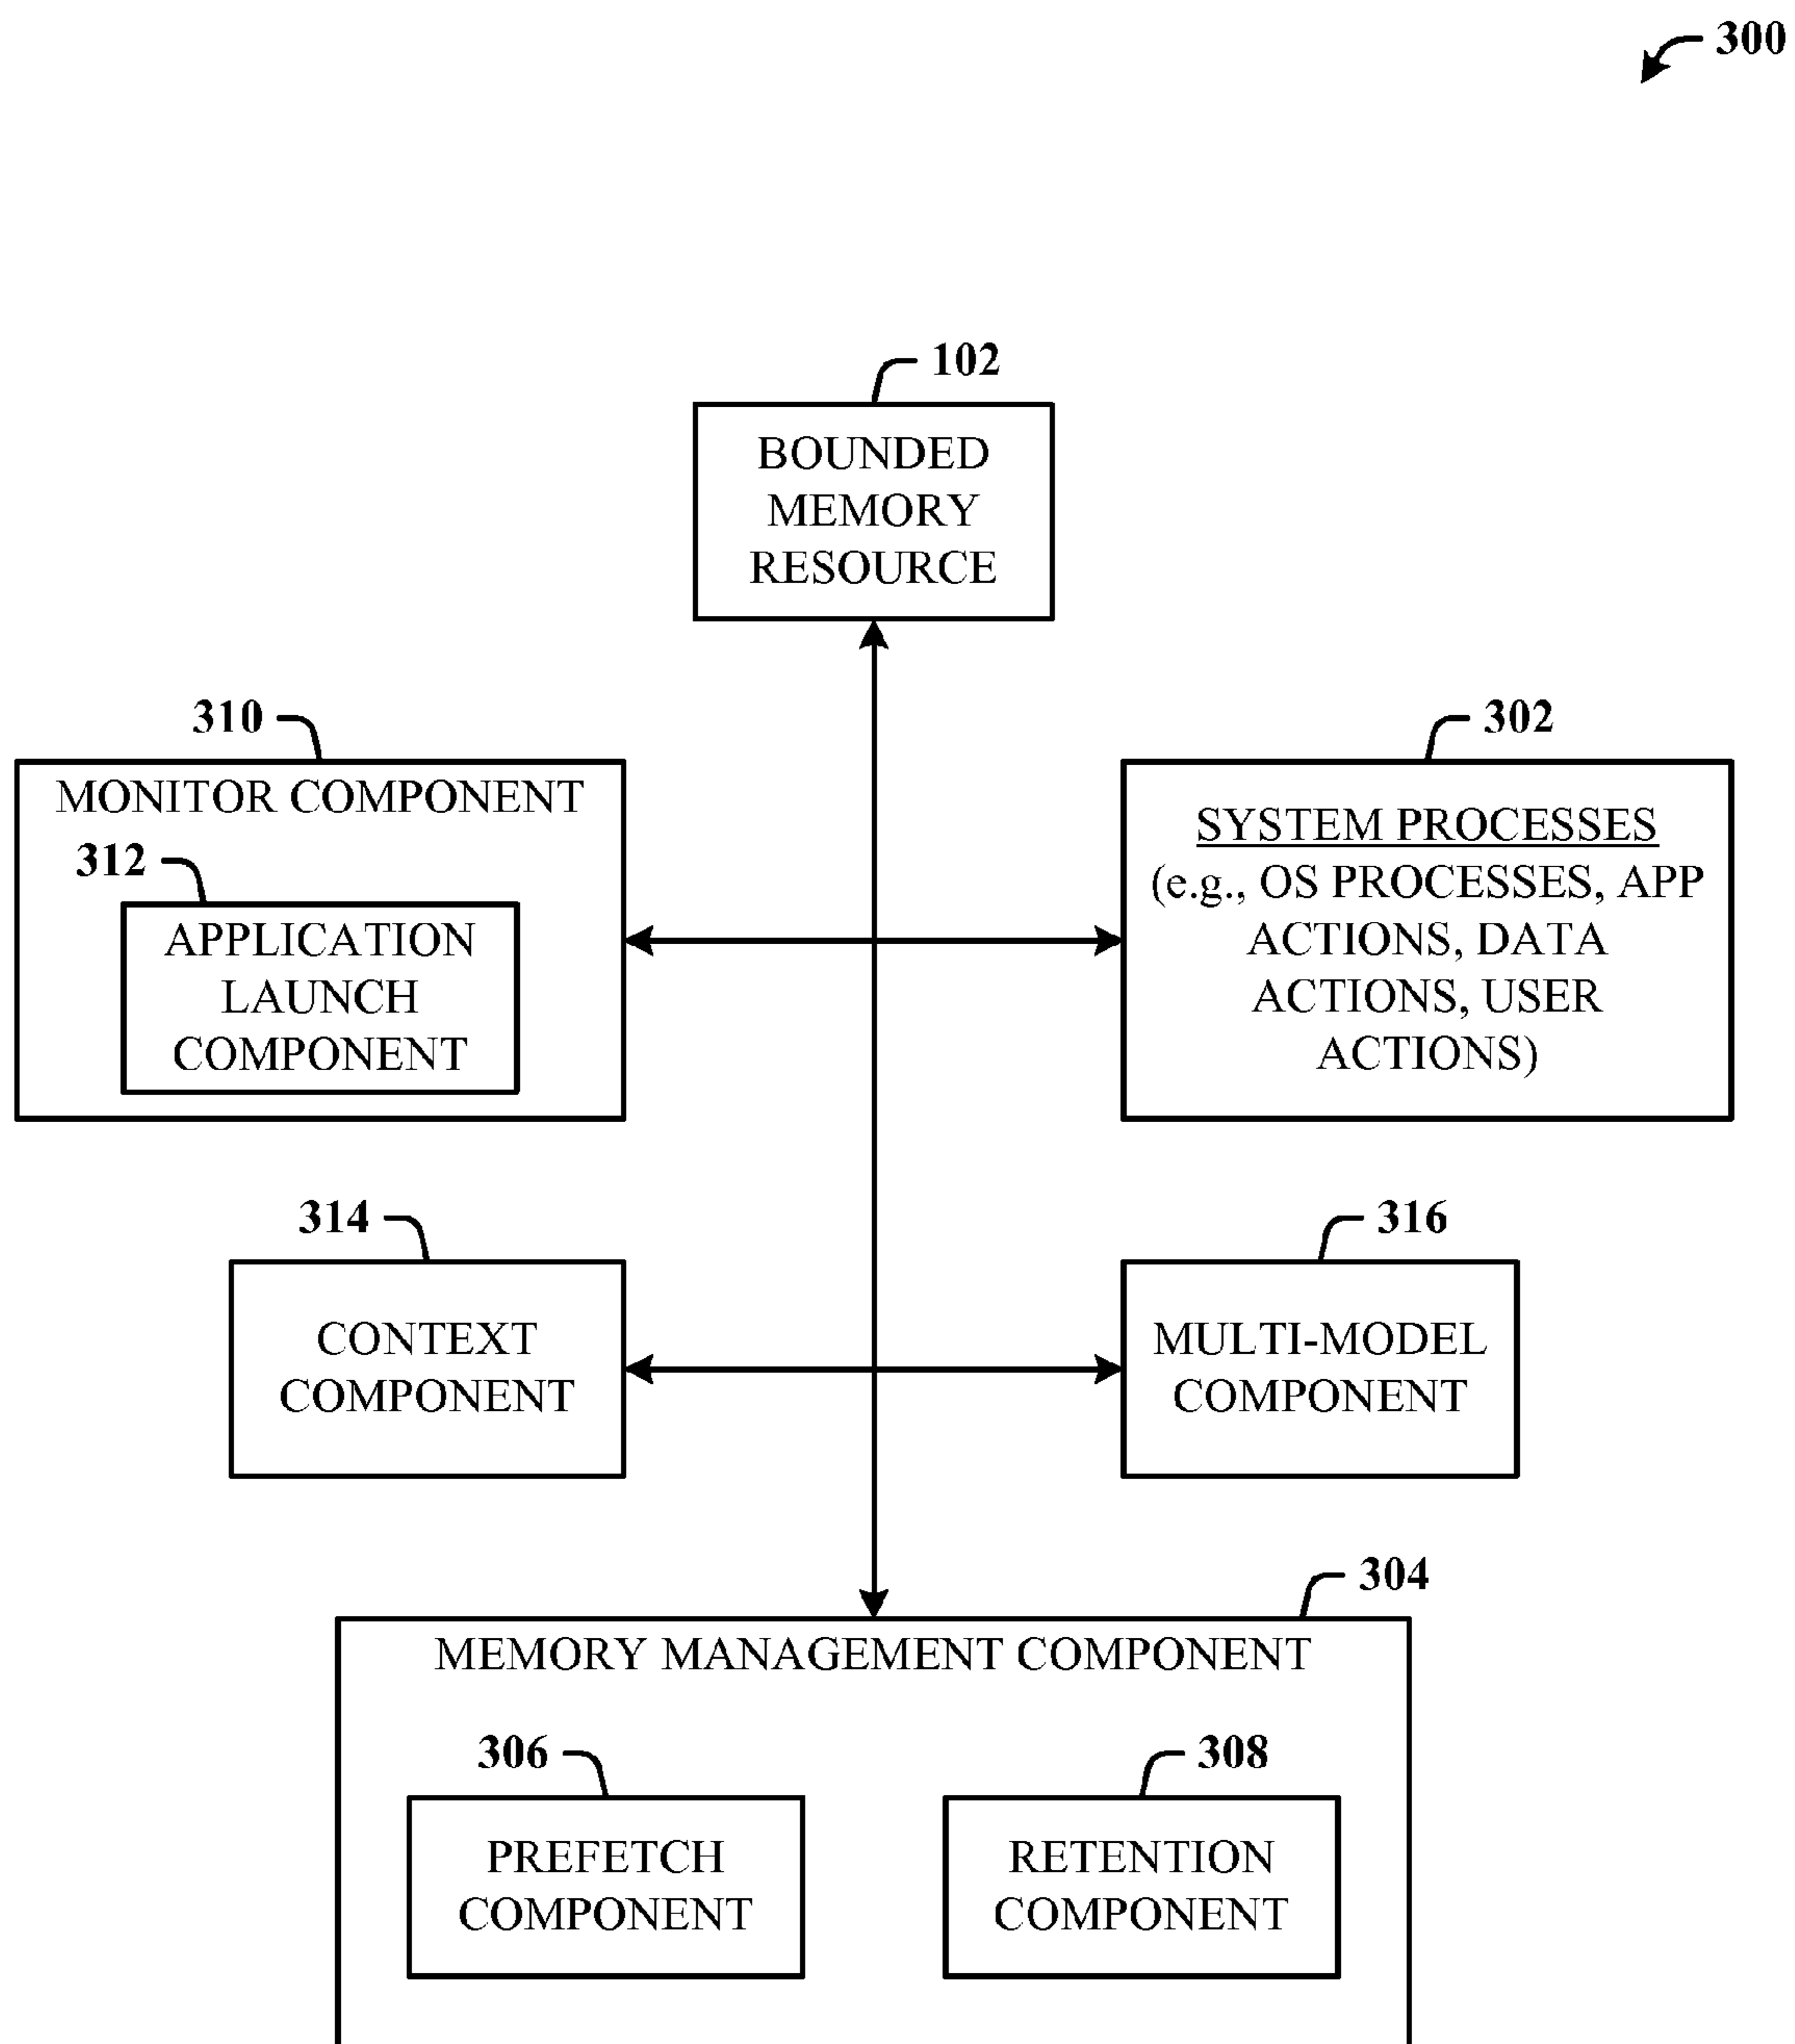 300
102
BOUNDED
MEMORY
RESOURCE
310
MONITOR COMPONENT
312
APPLICATION
LAUNCH
COMPONENT
302
SYSTEM PROCESSES
(e.g., OS PROCESSES, APP
ACTIONS, DATA
ACTIONS, USER
ACTIONS)
314
CONTEXT
COMPONENT
316
MULTI-MODEL
COMPONENT
304
MEMORY MANAGEMENT COMPONENT
306
PREFETCH
COMPONENT
308
RETENTION
COMPONENT